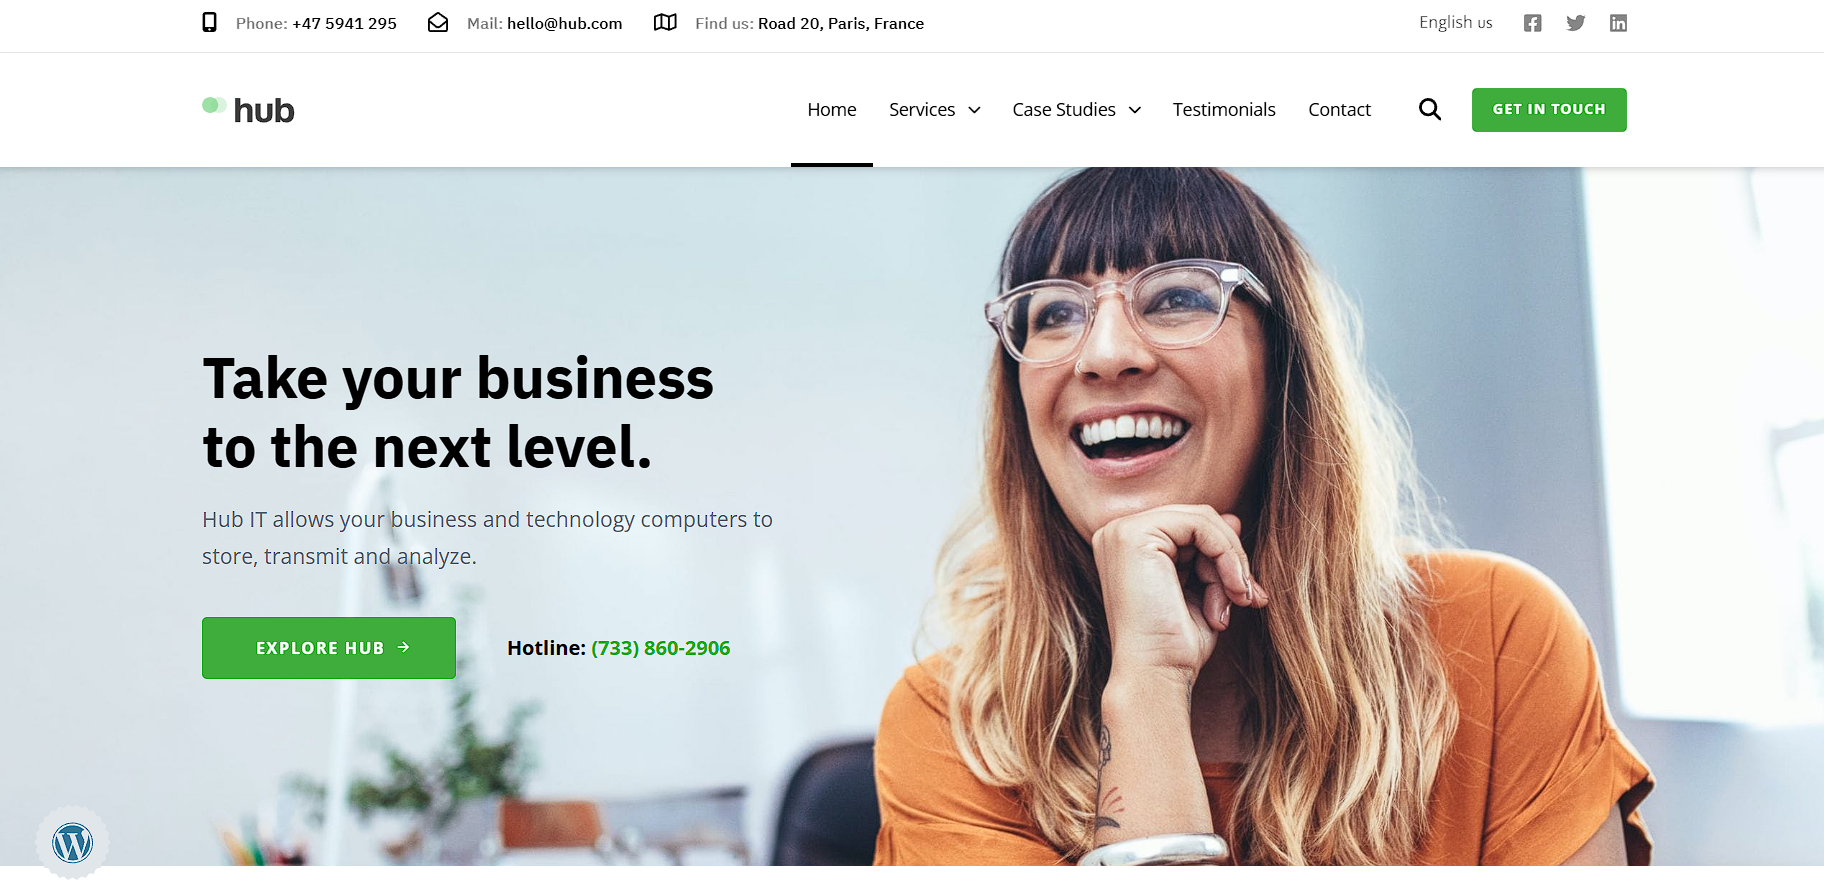 Phone: +47 5941 295 Mail: hello@hub.com Find us: Road 20, Paris, France English us
hub Home Services Case Studies Testimonials Contact GET IN TOUCH
Take your business
to the next level.
Hub IT allows your business and technology computers to
store, transmit and analyze.
EXPLORE HUB → Hotline: (733) 860-2906